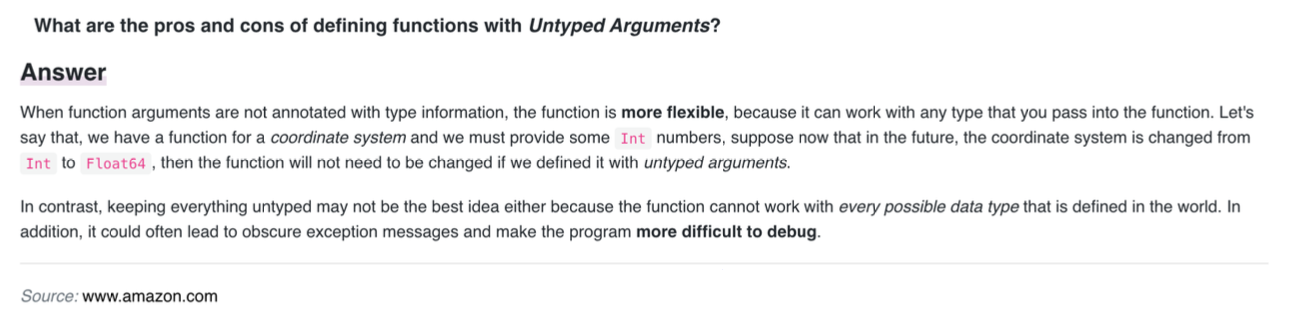 What are the pros and cons of defining functions with Untyped Arguments?
Answer
When function arguments are not annotated with type information, the function is more flexible, because it can work with any type that you pass into the function. Let's
say that, we have a function for a coordinate system and we must provide some Int numbers, suppose now that in the future, the coordinate system is changed from
Int to Float64 , then the function will not need to be changed if we defined it with untyped arguments.
In contrast, keeping everything untyped may not be the best idea either because the function cannot work with every possible data type that is defined in the world. In
addition, it could often lead to obscure exception messages and make the program more difficult to debug.
Source: www.amazon.com